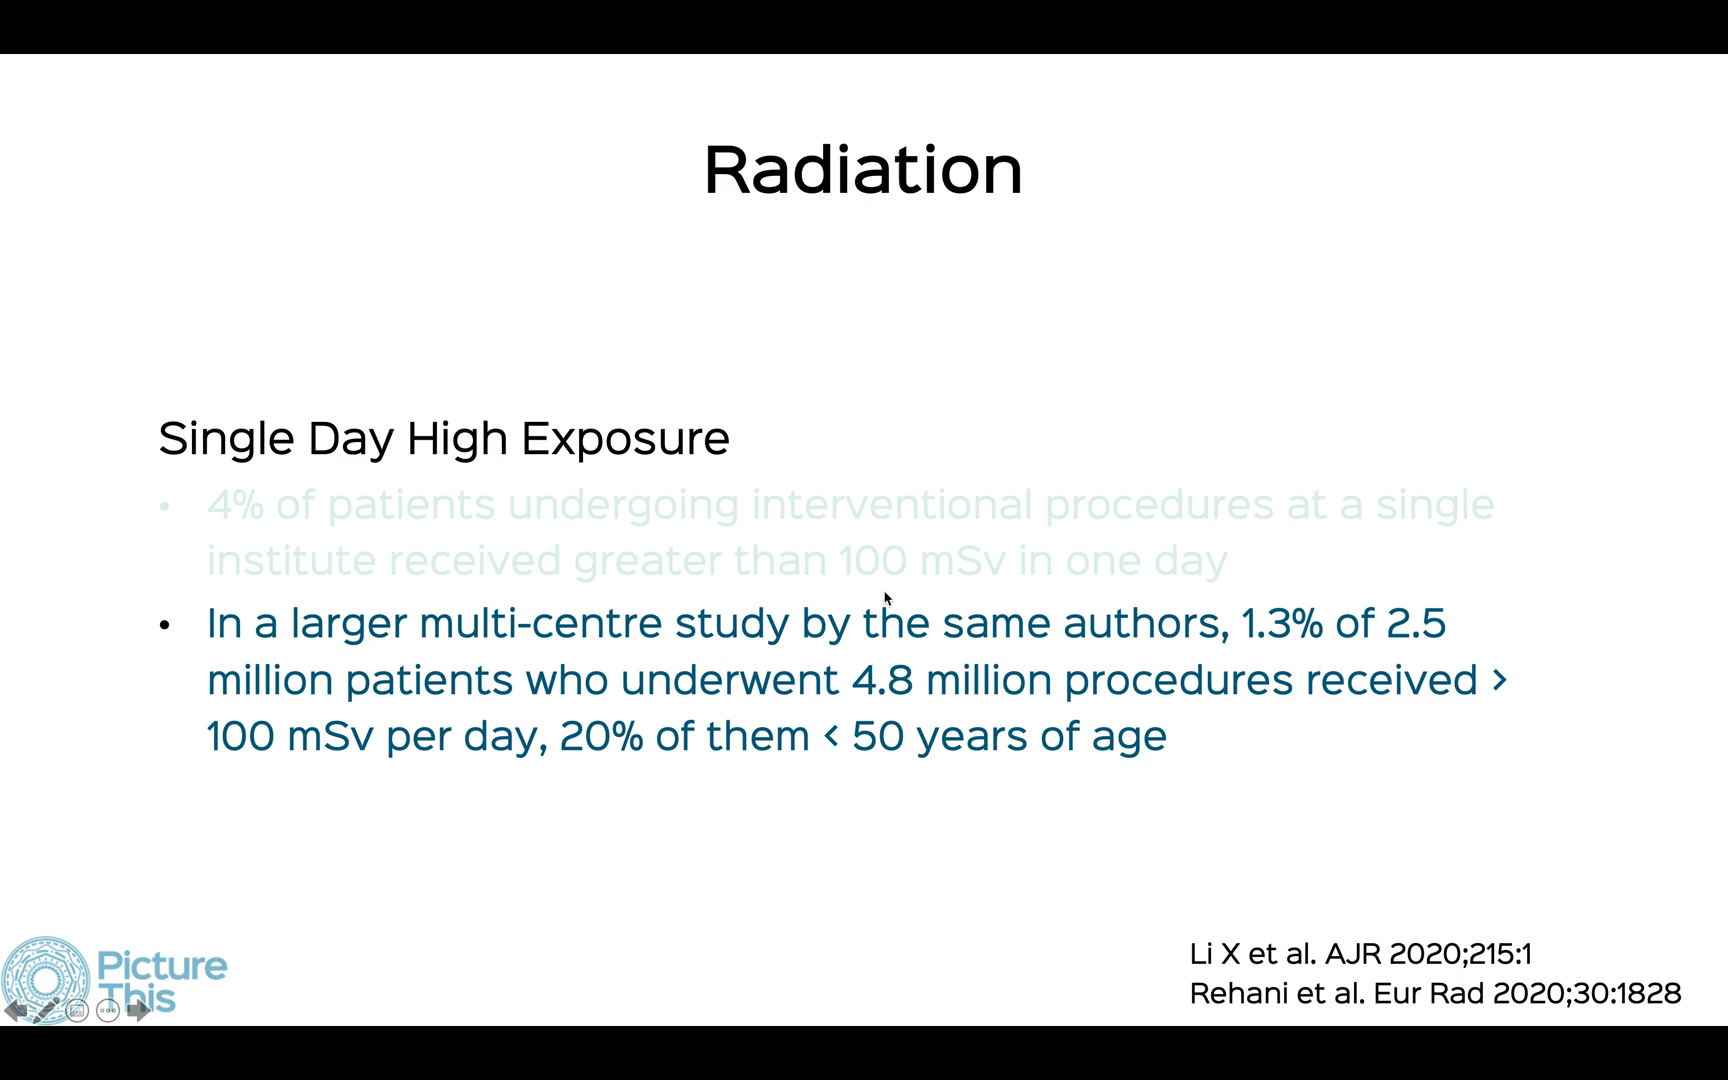 Radiation
Single Day High Exposure
• 4% of patients undergoing interventional procedures at a single
institute received greater than 100 mSv in one day
• In a larger multi-centre study by the same authors, 1.3% of 2.5
million patients who underwent 4.8 million procedures received >
100 mSv per day, 20% of them < 50 years of age
Picture
This
Li X et al. AJR 2020;215:1
Rehani et al. Eur Rad 2020;30:1828